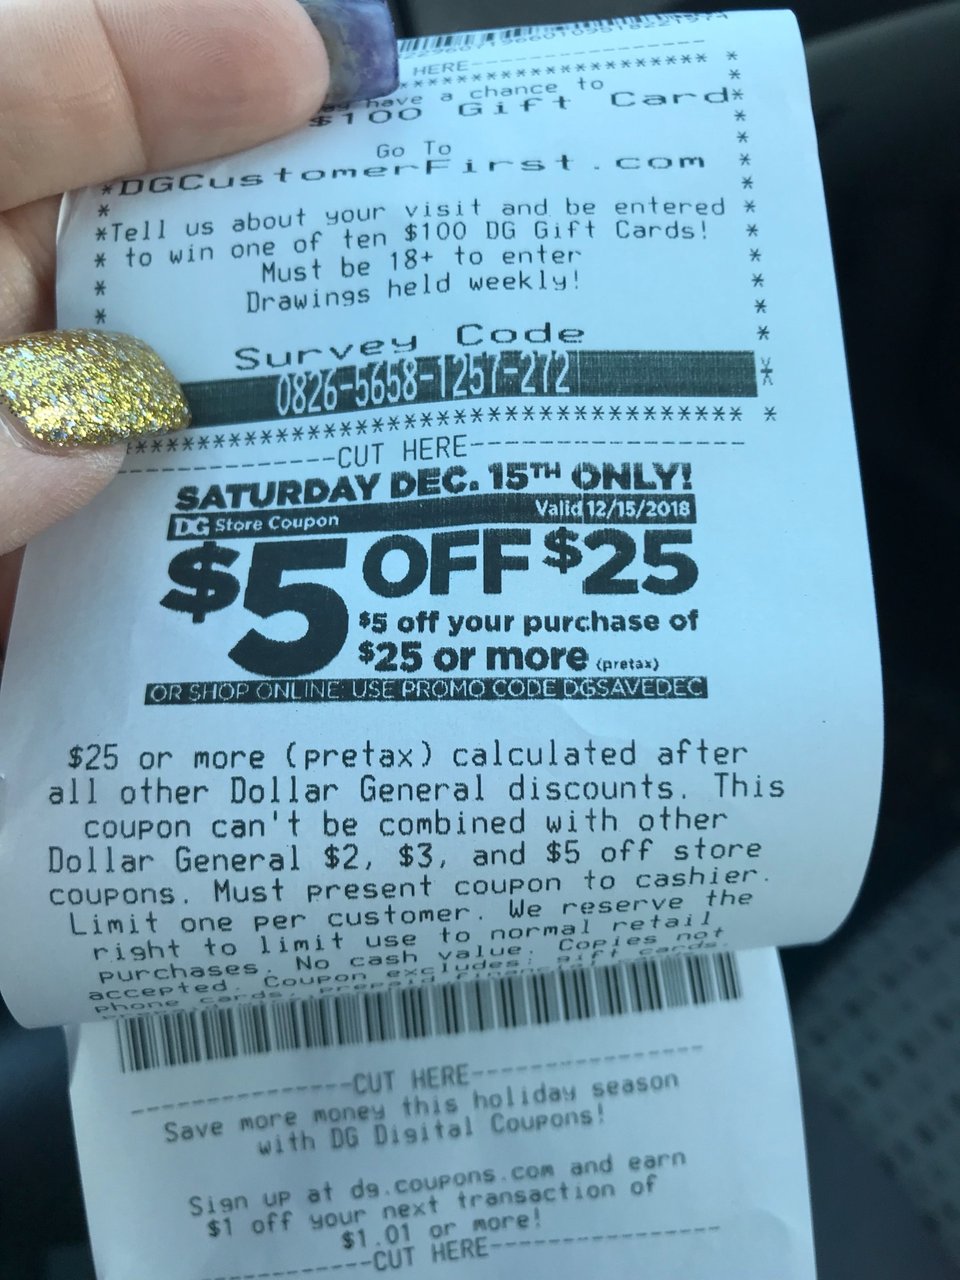 HERE
have a chance to
$100 Gift Card*
Go To
*DGCustomerFirst.com
*Tell us about your visit and be entered *
* to win one of ten $100 DG Gift Cards! *
* Must be 18+ to enter *
* Drawings held weekly! *
Survey Code *
0826-5658-1257-272
CUT HERE
SATURDAY DEC. 15TH ONLY!
DG Store Coupon Valid 12/15/2018
$5 OFF $25
$5 off your purchase of
$25 or more (pretax)
OR SHOP ONLINE: USE PROMO CODE DGSAVEDEC
$25 or more (pretax) calculated after
all other Dollar General discounts. This
coupon can't be combined with other
Dollar General $2, $3, and $5 off store
coupons. Must present coupon to cashier.
Limit one per customer. We reserve the
right to limit use to normal retail
purchases. No cash value. Copies not
accepted. Coupon excludes: gift cards,
phone cards, prepaid financial
CUT HERE
Save more money this holiday season
with DG Digital Coupons!
Sign up at dg.coupons.com and earn
$1 off your next transaction of
$1.01 or more!
CUT HERE